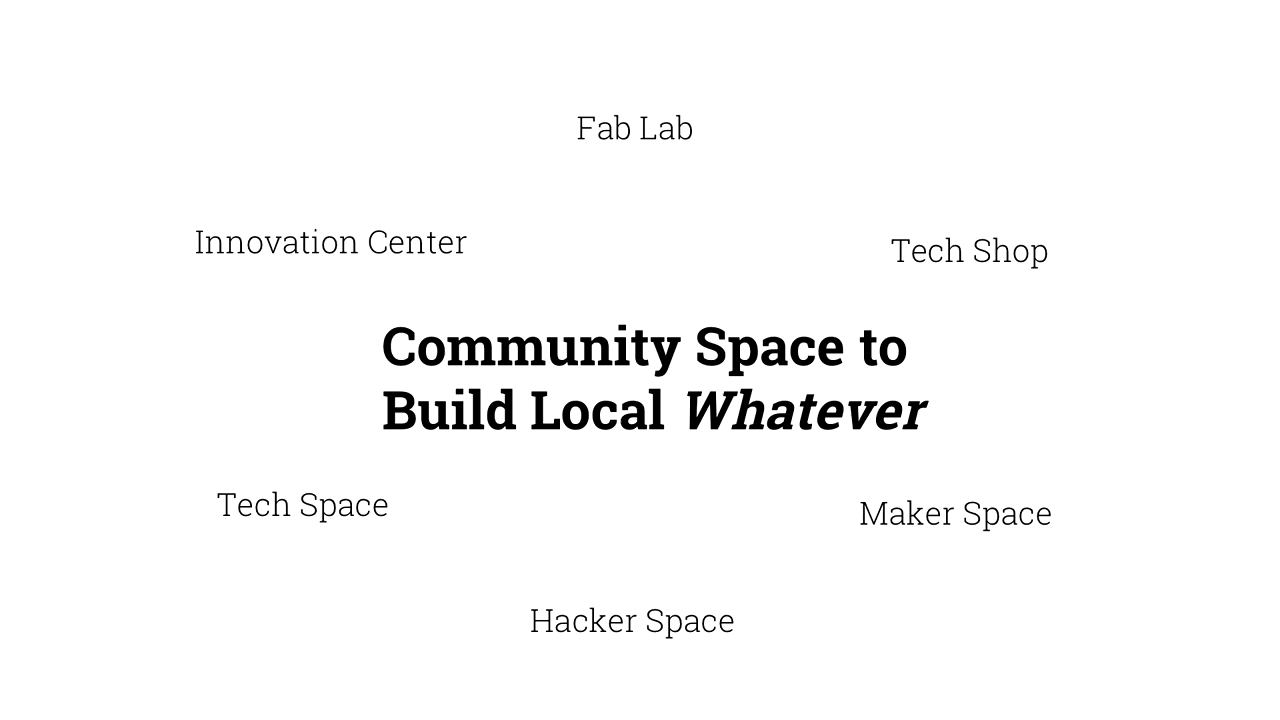 Fab Lab
Innovation Center
Tech Shop
Community Space to
Build Local Whatever
Tech Space
Maker Space
Hacker Space